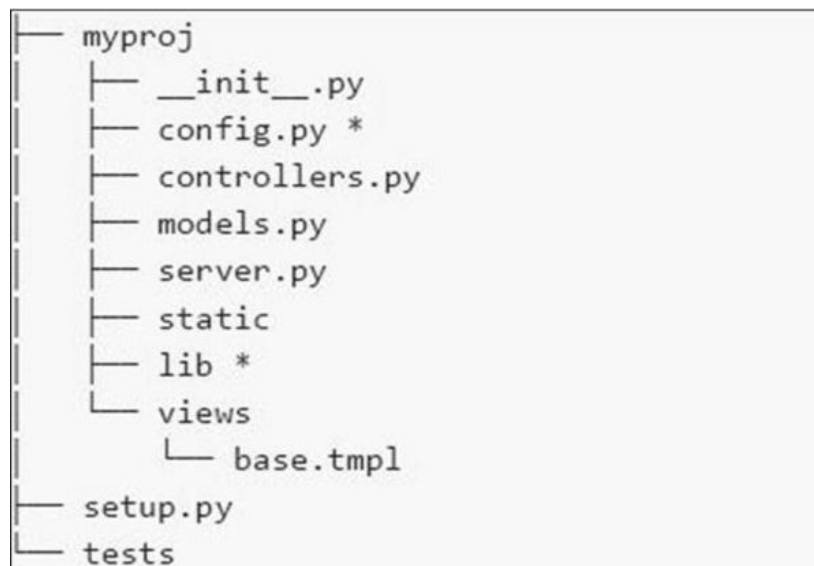 ├── myproj
│   ├── __init__.py
│   ├── config.py *
│   ├── controllers.py
│   ├── models.py
│   ├── server.py
│   ├── static
│   ├── lib *
│   └── views
│       └── base.tmpl
├── setup.py
└── tests